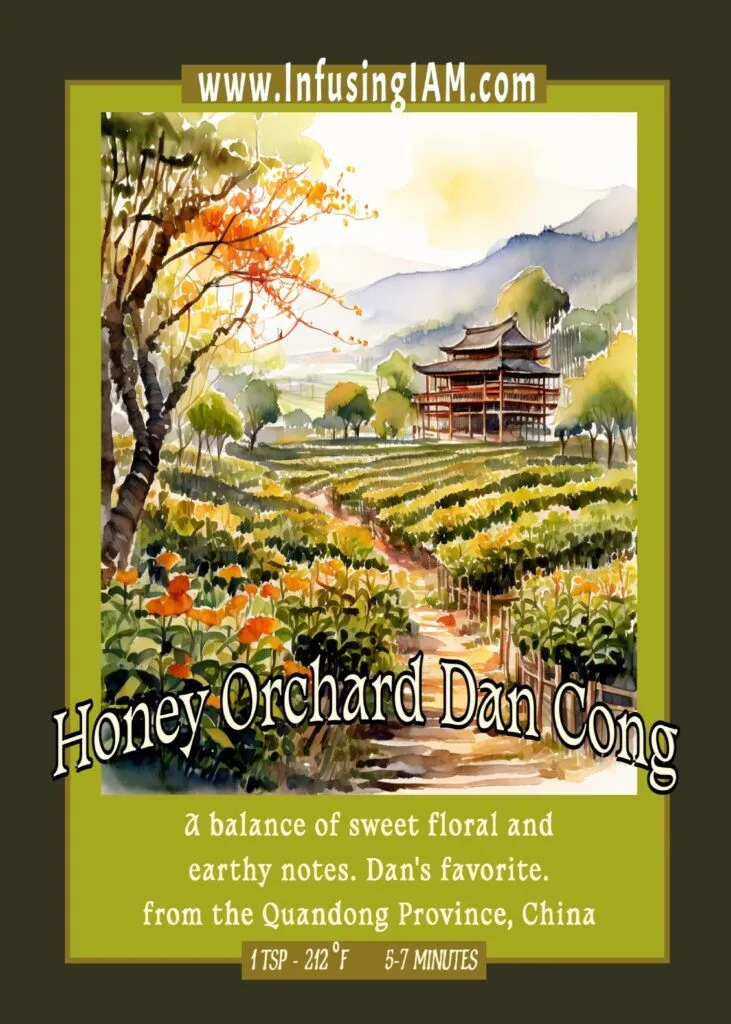 www.InfusingIAM.com
Honey Orchard Dan Cong
A balance of sweet floral and
earthy notes. Dan's favorite.
from the Quandong Province, China
1 TSP - 212°F 5-7 MINUTES